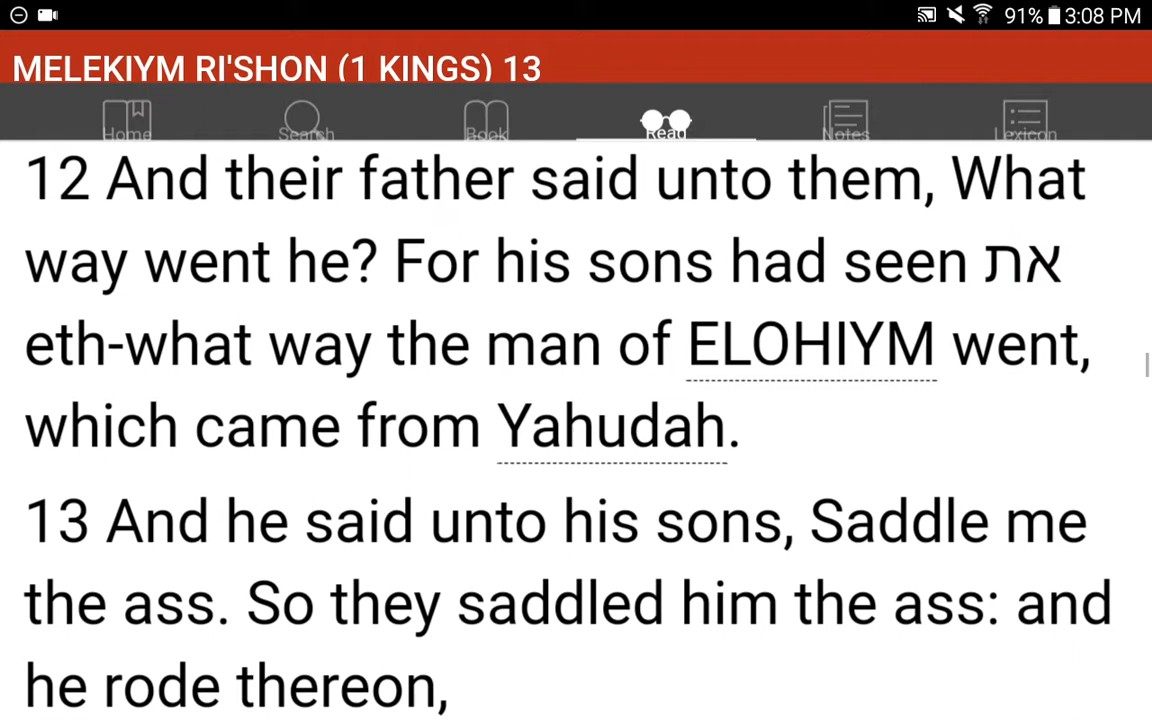 91% 3:08 PM
MELEKIYM RI'SHON (1 KINGS) 13
Home Search Book Read Notes Lexicon
12 And their father said unto them, What
way went he? For his sons had seen את
eth-what way the man of ELOHIYM went,
which came from Yahudah.
13 And he said unto his sons, Saddle me
the ass. So they saddled him the ass: and
he rode thereon,